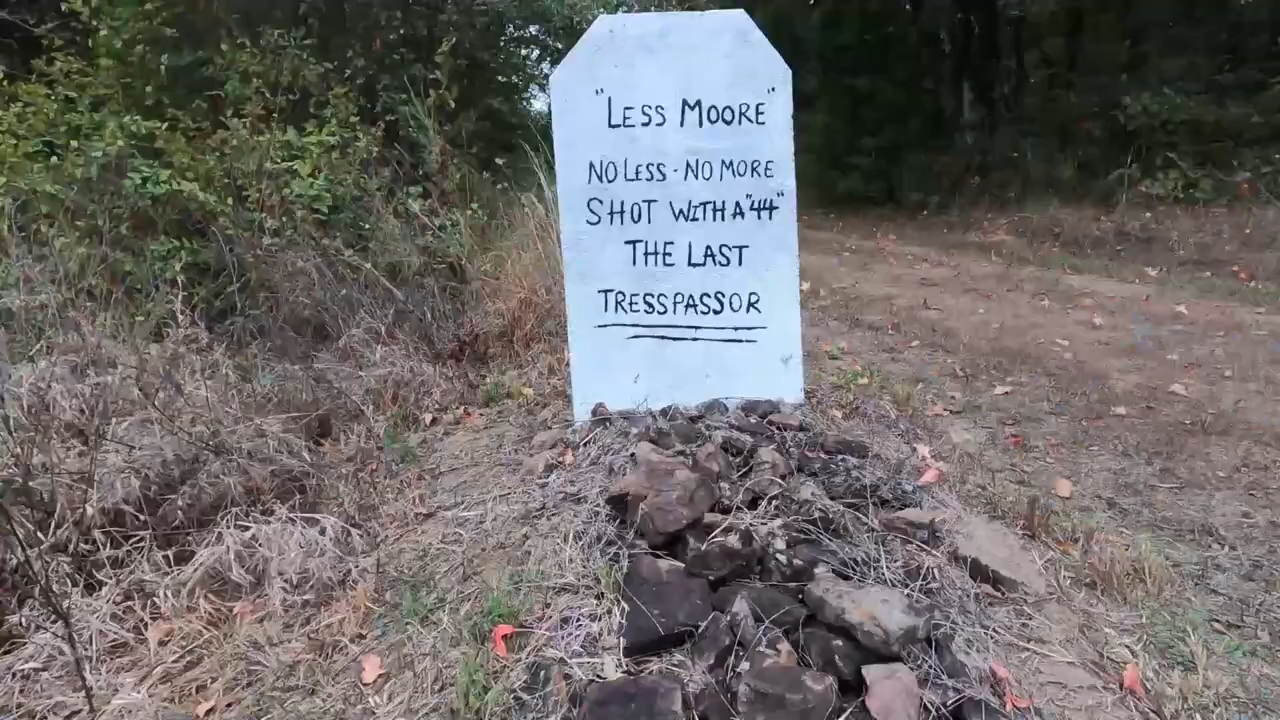 "LESS MOORE"
NO LESS - NO MORE
SHOT WITH A "44"
THE LAST
TRESSPASSOR